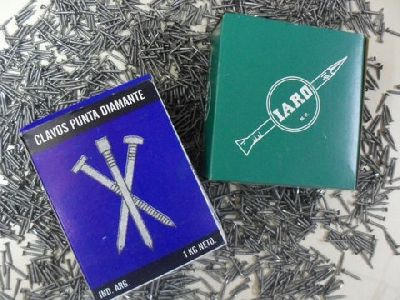 CLAVOS PUNTA DIAMANTE
IND. ARG.
1 KG NETO.
IARO